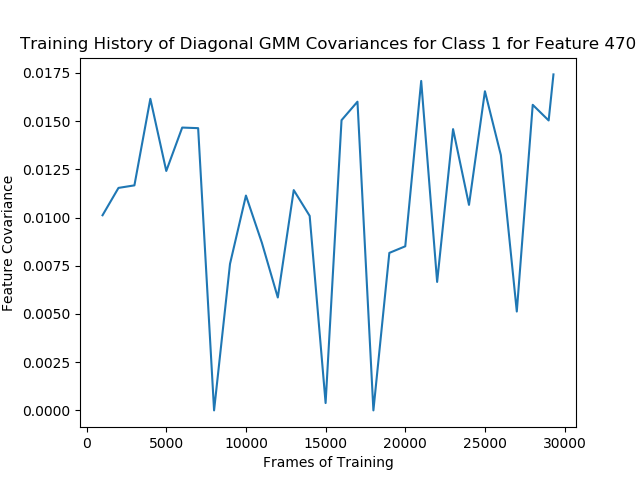 Training History of Diagonal GMM Covariances for Class 1 for Feature 470
0.0175
0.0150
0.0125
0.0100
0.0075
0.0050
0.0025
0.0000
Feature Covariance
0 5000 10000 15000 20000 25000 30000
Frames of Training